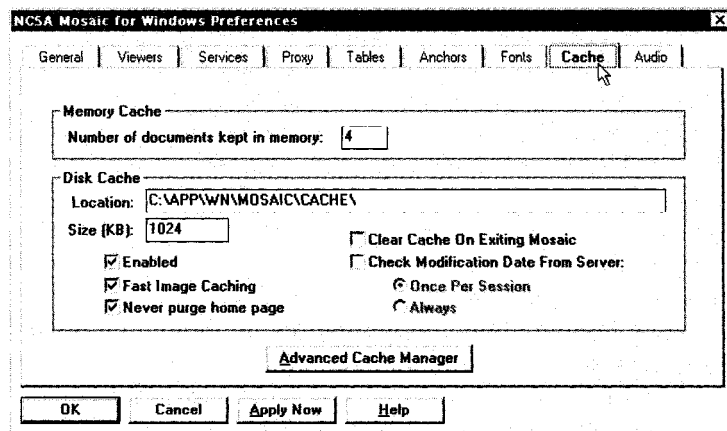 NCSA Mosaic for Windows Preferences
General Viewers Services Proxy Tables Anchors Fonts Cache Audio
Memory Cache
Number of documents kept in memory: 4
Disk Cache
Location: C:\APP\WN\MOSAIC\CACHE\
Size (KB): 1024
Clear Cache On Exiting Mosaic
Enabled
Check Modification Date From Server:
Fast Image Caching
Once Per Session
Never purge home page
Always
Advanced Cache Manager
OK Cancel Apply Now Help